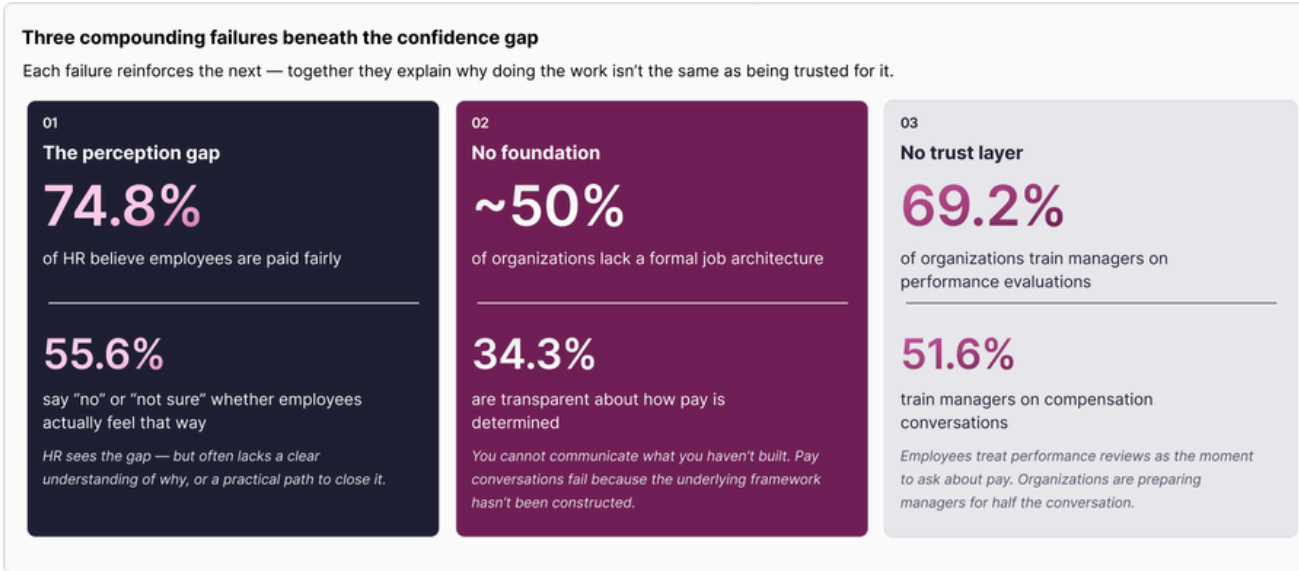 Three compounding failures beneath the confidence gap
Each failure reinforces the next — together they explain why doing the work isn’t the same as being trusted for it.
01
The perception gap
74.8%
of HR believe employees are paid fairly
55.6%
say “no” or “not sure” whether employees
actually feel that way
HR sees the gap — but often lacks a clear
understanding of why, or a practical path to close it.
02
No foundation
~50%
of organizations lack a formal job architecture
34.3%
are transparent about how pay is
determined
You cannot communicate what you haven’t built. Pay
conversations fail because the underlying framework
hasn’t been constructed.
03
No trust layer
69.2%
of organizations train managers on
performance evaluations
51.6%
train managers on compensation
conversations
Employees treat performance reviews as the moment
to ask about pay. Organizations are preparing
managers for half the conversation.